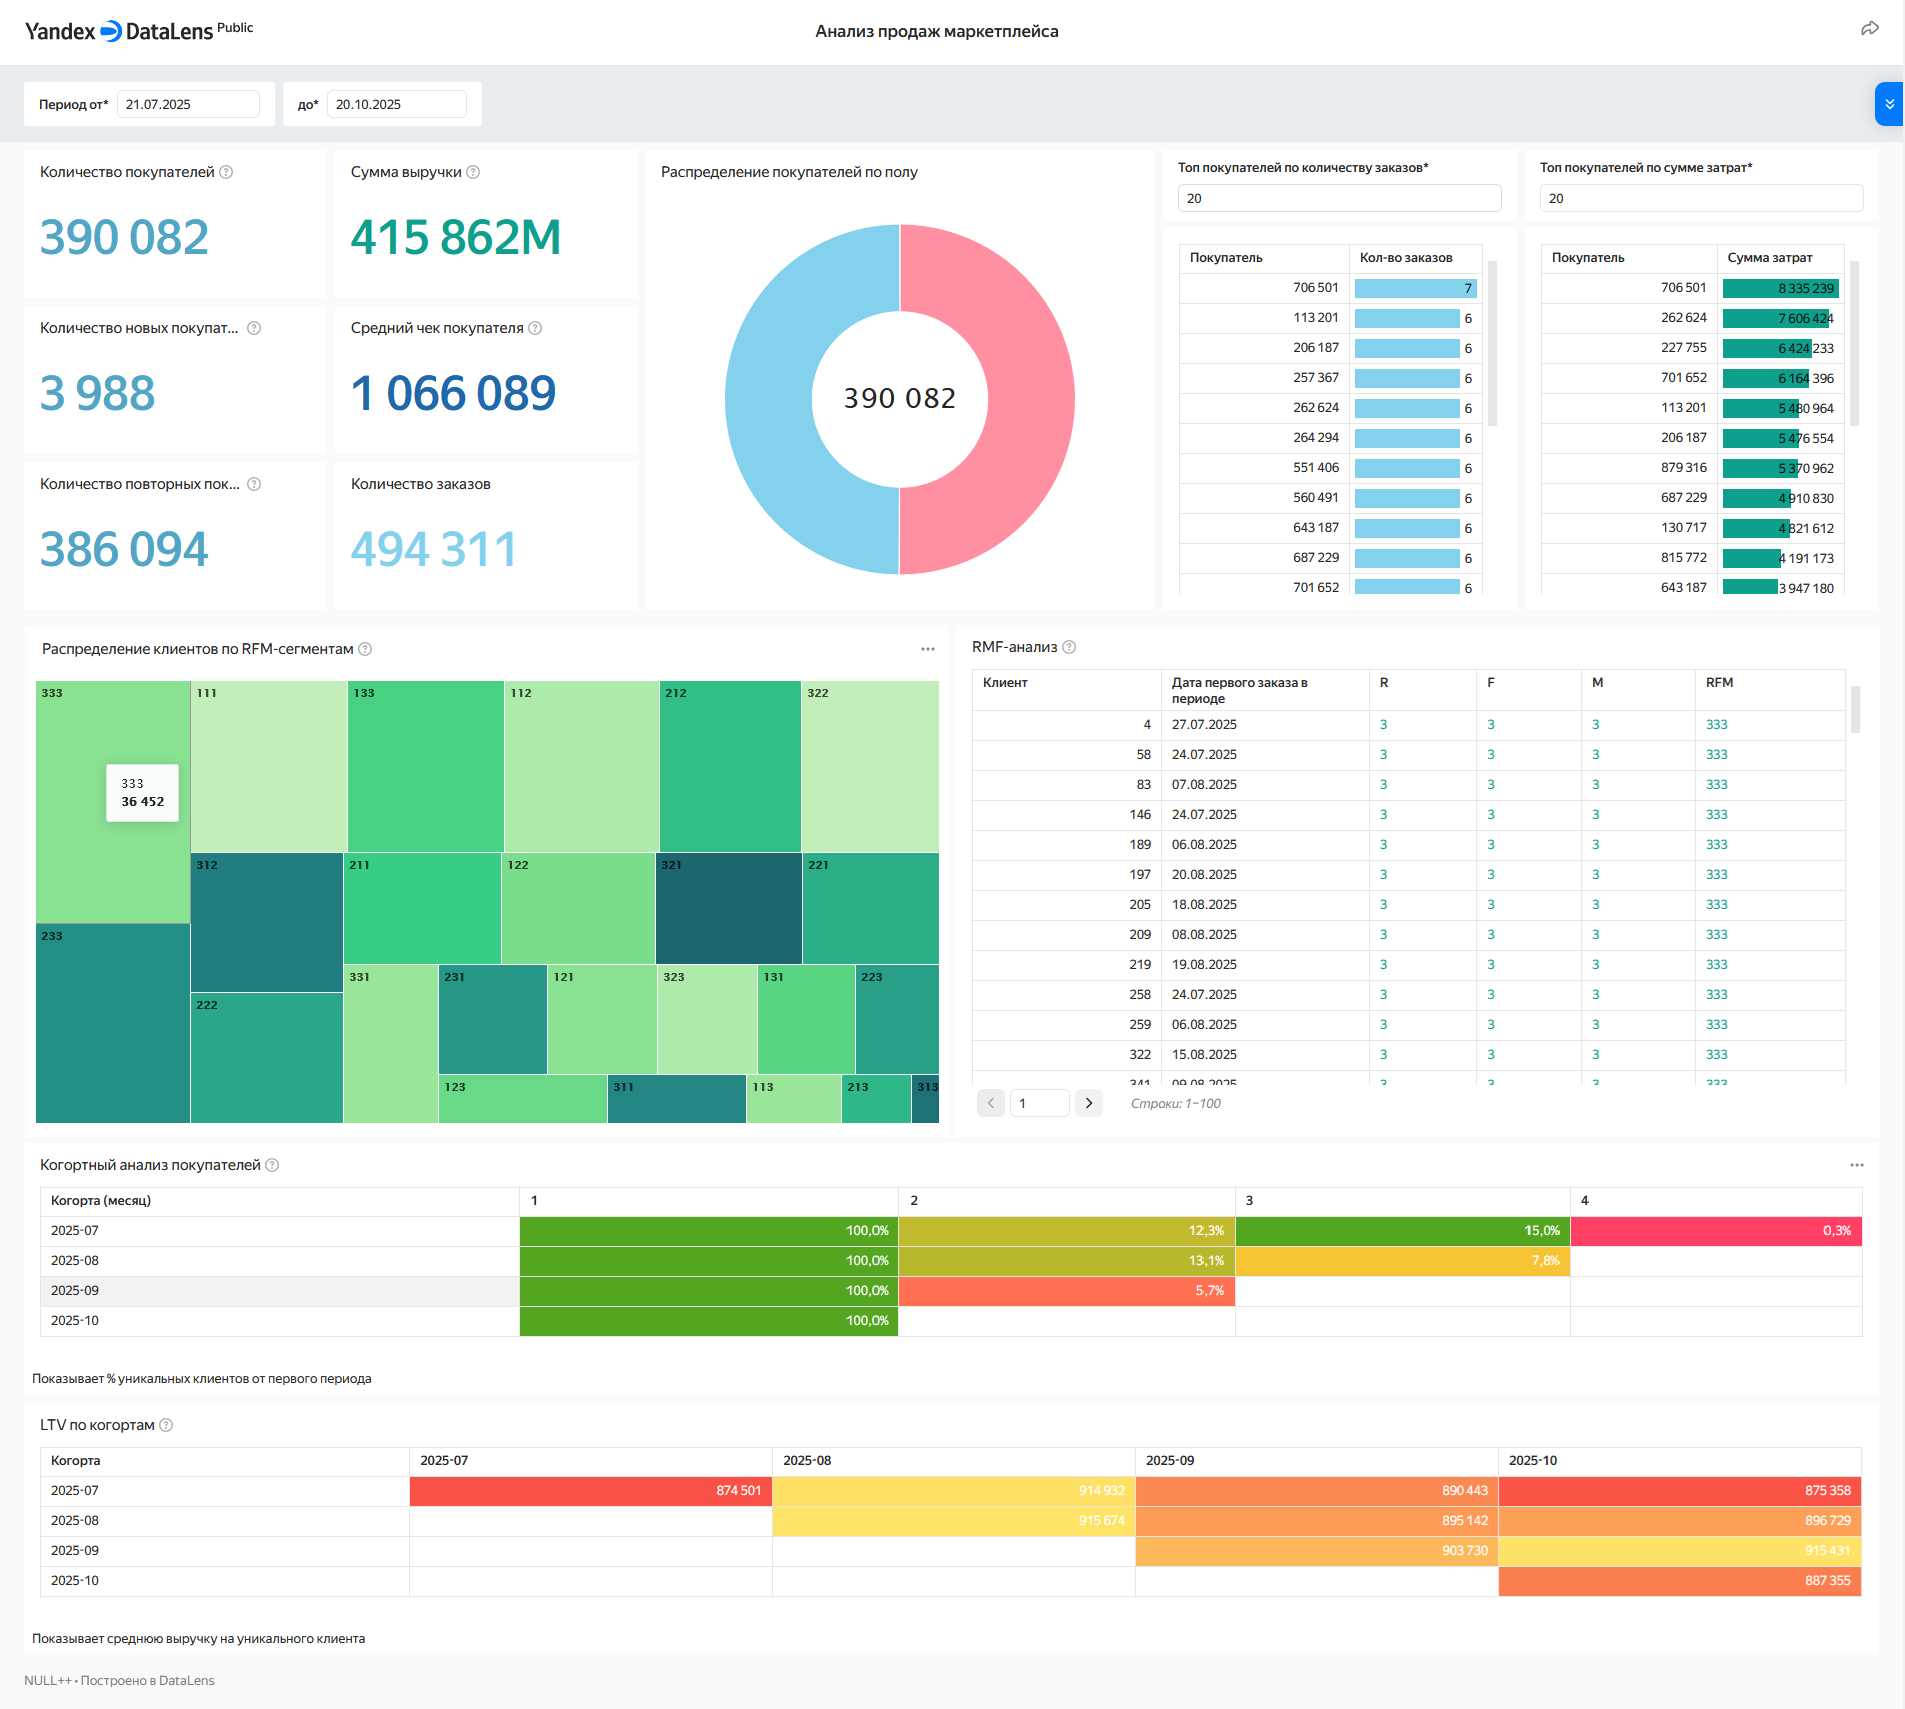 Yandex DataLens Public
Анализ продаж маркетплейса
Период от* 21.07.2025
до* 20.10.2025
Количество покупателей
390 082
Сумма выручки
415 862M
Количество новых покупат...
3 988
Средний чек покупателя
1 066 089
Количество повторных пок...
386 094
Количество заказов
494 311
Распределение покупателей по полу
390 082
Топ покупателей по количеству заказов*
20
Покупатель Кол-во заказов
706 501 7
113 201 6
206 187 6
257 367 6
262 624 6
264 294 6
551 406 6
560 491 6
643 187 6
687 229 6
701 652 6
Топ покупателей по сумме затрат*
20
Покупатель Сумма затрат
706 501 8 335 239
262 624 7 606 424
227 755 6 424 233
701 652 6 164 396
113 201 5 480 964
206 187 5 476 554
879 316 5 370 962
687 229 4 910 830
130 717 4 821 612
815 772 4 191 173
643 187 3 947 180
Распределение клиентов по RFM-сегментам
333 111 133 112 212 322
333
36 452
312 211 122 321 221
233
331 231 121 323 131 223
222
123 311 113 213 313
RMF-анализ
Клиент Дата первого заказа в периоде R F M RFM
4 27.07.2025 3 3 3 333
58 24.07.2025 3 3 3 333
83 07.08.2025 3 3 3 333
146 24.07.2025 3 3 3 333
189 06.08.2025 3 3 3 333
197 20.08.2025 3 3 3 333
205 18.08.2025 3 3 3 333
209 08.08.2025 3 3 3 333
219 19.08.2025 3 3 3 333
258 24.07.2025 3 3 3 333
259 06.08.2025 3 3 3 333
322 15.08.2025 3 3 3 333
341 09.08.2025 3 3 3 333
1
Строки: 1−100
Когортный анализ покупателей
Когорта (месяц) 1 2 3 4
2025-07 100,0% 12,3% 15,0% 0,3%
2025-08 100,0% 13,1% 7,8%
2025-09 100,0% 5,7%
2025-10 100,0%
Показывает % уникальных клиентов от первого периода
LTV по когортам
Когорта 2025-07 2025-08 2025-09 2025-10
2025-07 874 501 914 932 890 443 875 358
2025-08 915 674 895 142 896 729
2025-09 903 730 915 431
2025-10 887 355
Показывает среднюю выручку на уникального клиента
NULL++ • Построено в DataLens